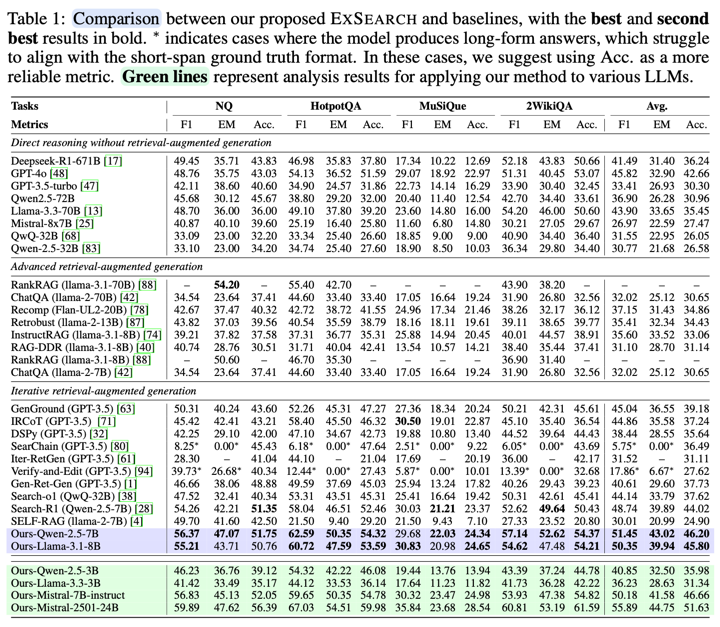 Table 1: Comparison between our proposed EXSEARCH and baselines, with the best and second
best results in bold. * indicates cases where the model produces long-form answers, which struggle
to align with the short-span ground truth format. In these cases, we suggest using Acc. as a more
reliable metric. Green lines represent analysis results for applying our method to various LLMs.
Tasks NQ HotpotQA MuSiQue 2WikiQA Avg.
Metrics F1 EM Acc. F1 EM Acc. F1 EM Acc. F1 EM Acc. F1 EM Acc.
Direct reasoning without retrieval-augmented generation
Deepseek-R1-671B [17] 49.45 35.71 43.83 46.98 35.83 37.80 17.34 10.22 12.69 52.18 43.83 50.66 41.49 31.40 36.24
GPT-4o [48] 48.76 35.75 43.03 54.13 36.52 51.59 29.07 18.92 22.97 51.31 40.45 53.07 45.82 32.90 42.66
GPT-3.5-turbo [47] 42.11 38.60 40.60 34.90 24.57 31.86 22.73 14.14 16.29 33.90 30.40 32.45 33.41 26.93 30.30
Qwen2.5-72B 45.68 30.12 45.67 38.80 29.20 32.00 20.40 11.40 12.54 42.70 34.40 33.61 36.90 26.28 30.96
Llama-3.3-70B [13] 48.70 36.00 36.00 49.10 37.80 39.20 23.60 14.80 16.00 54.20 46.00 50.60 43.90 33.65 35.45
Mistral-8x7B [25] 40.87 40.10 39.60 25.19 16.40 25.80 11.60 6.80 14.80 30.21 27.05 29.67 26.97 22.59 27.47
QwQ-32B [68] 33.09 23.00 32.20 33.34 25.40 26.60 18.85 9.00 9.00 40.90 34.40 36.40 31.55 22.95 26.05
Qwen-2.5-32B [83] 33.10 23.00 34.20 34.74 25.40 27.60 18.90 8.50 10.03 36.34 29.80 34.40 30.77 21.68 26.58
Advanced retrieval-augmented generation
RankRAG (llama-3.1-70B) [88] – 54.20 – 55.40 42.70 – – – – 43.90 38.20 – – – –
ChatQA (llama-2-70B) [42] 34.54 23.64 37.41 44.60 33.40 33.40 17.05 16.64 19.24 31.90 26.80 32.56 32.02 25.12 30.65
Recomp (Flan-UL2-20B) [78] 42.67 37.47 40.32 42.72 38.72 41.55 24.96 17.34 21.46 38.26 32.17 36.12 37.15 31.43 34.86
Retrobust (llama-2-13B) [87] 43.82 37.03 39.56 40.54 35.59 38.79 18.16 18.11 19.61 39.11 38.65 39.77 35.41 32.34 34.43
InstructRAG (llama-3.1-8B) [74] 39.21 37.82 37.58 37.31 36.77 35.31 25.88 14.94 20.45 40.01 44.57 38.91 35.60 33.52 33.06
RAG-DDR (llama-3.1-8B) [40] 40.74 28.76 30.51 31.71 40.04 42.41 13.54 10.57 14.21 38.40 35.44 37.41 31.10 28.70 31.14
RankRAG (llama-3.1-8B) [88] – 50.60 – 46.70 35.30 – – – – 36.90 31.40 – – – –
ChatQA (llama-2-7B) [42] 34.54 23.64 37.41 44.60 33.40 33.40 17.05 16.64 19.24 31.90 26.80 32.56 32.02 25.12 30.65
Iterative retrieval-augmented generation
GenGround (GPT-3.5) [63] 50.31 40.24 43.60 52.26 45.31 47.27 27.36 18.34 20.24 50.21 42.31 45.61 45.04 36.55 39.18
IRCoT (GPT-3.5) [71] 45.42 42.41 43.21 58.40 45.50 46.32 30.50 19.01 22.87 45.10 35.40 36.54 44.86 35.58 37.24
DSPy (GPT-3.5) [32] 42.25 29.10 42.00 47.10 34.67 42.73 19.88 10.80 13.40 44.52 39.64 44.43 38.44 28.55 35.64
SearChain (GPT-3.5) [80] 8.25* 0.00* 45.43 6.18* 0.00* 47.64 2.51* 0.00* 9.22 6.05* 0.00* 43.69 5.75* 0.00* 36.49
Iter-RetGen (GPT-3.5) [61] 28.30 – 41.04 44.10 – 21.04 17.69 – 20.19 36.00 – 42.17 31.52 – 31.11
Verify-and-Edit (GPT-3.5) [94] 39.73* 26.68* 40.34 12.44* 0.00* 27.43 5.87* 0.00* 10.01 13.39* 0.00* 32.68 17.86* 6.67* 27.62
Gen-Ret-Gen (GPT-3.5) [1] 46.66 38.06 48.88 49.59 37.69 45.03 25.94 13.24 17.82 40.26 29.43 39.23 40.61 29.60 37.73
Search-o1 (QwQ-32B) [38] 47.52 32.41 40.34 53.31 43.51 45.31 25.41 16.64 19.42 50.31 42.61 45.41 44.14 33.79 37.62
Search-R1 (Qwen-2.5-7B) [28] 54.26 42.21 51.35 58.04 46.51 52.46 29.71 21.21 23.37 52.37 49.64 50.43 48.74 39.89 44.02
SELF-RAG (llama-2-7B) [4] 49.70 41.60 42.50 21.50 9.40 29.20 21.50 9.43 7.10 27.33 23.52 20.80 30.01 20.99 24.90
Ours-Qwen-2.5-7B 56.37 47.07 51.75 62.59 50.35 54.32 29.68 22.03 24.34 57.14 52.62 54.37 51.45 43.02 46.20
Ours-Llama-3.1-8B 55.21 43.71 50.76 60.72 47.59 53.59 30.83 20.98 24.65 54.62 47.48 54.21 50.35 39.94 45.80
Ours-Qwen-2.5-3B 46.23 36.76 39.12 54.32 42.22 46.08 19.44 13.76 13.94 43.39 37.24 44.78 40.85 32.50 35.98
Ours-Llama-3.3-3B 41.42 33.49 35.17 44.12 33.53 36.14 17.64 11.23 11.82 41.73 36.28 42.22 36.23 28.63 31.34
Ours-Mistral-7B-instruct 56.83 45.13 52.05 59.65 50.35 54.78 30.32 23.47 24.98 53.93 47.38 54.82 50.18 41.58 46.66
Ours-Mistral-2501-24B 59.89 47.62 56.39 67.03 54.51 59.98 35.84 23.68 28.54 60.81 53.19 61.59 55.89 44.75 51.63